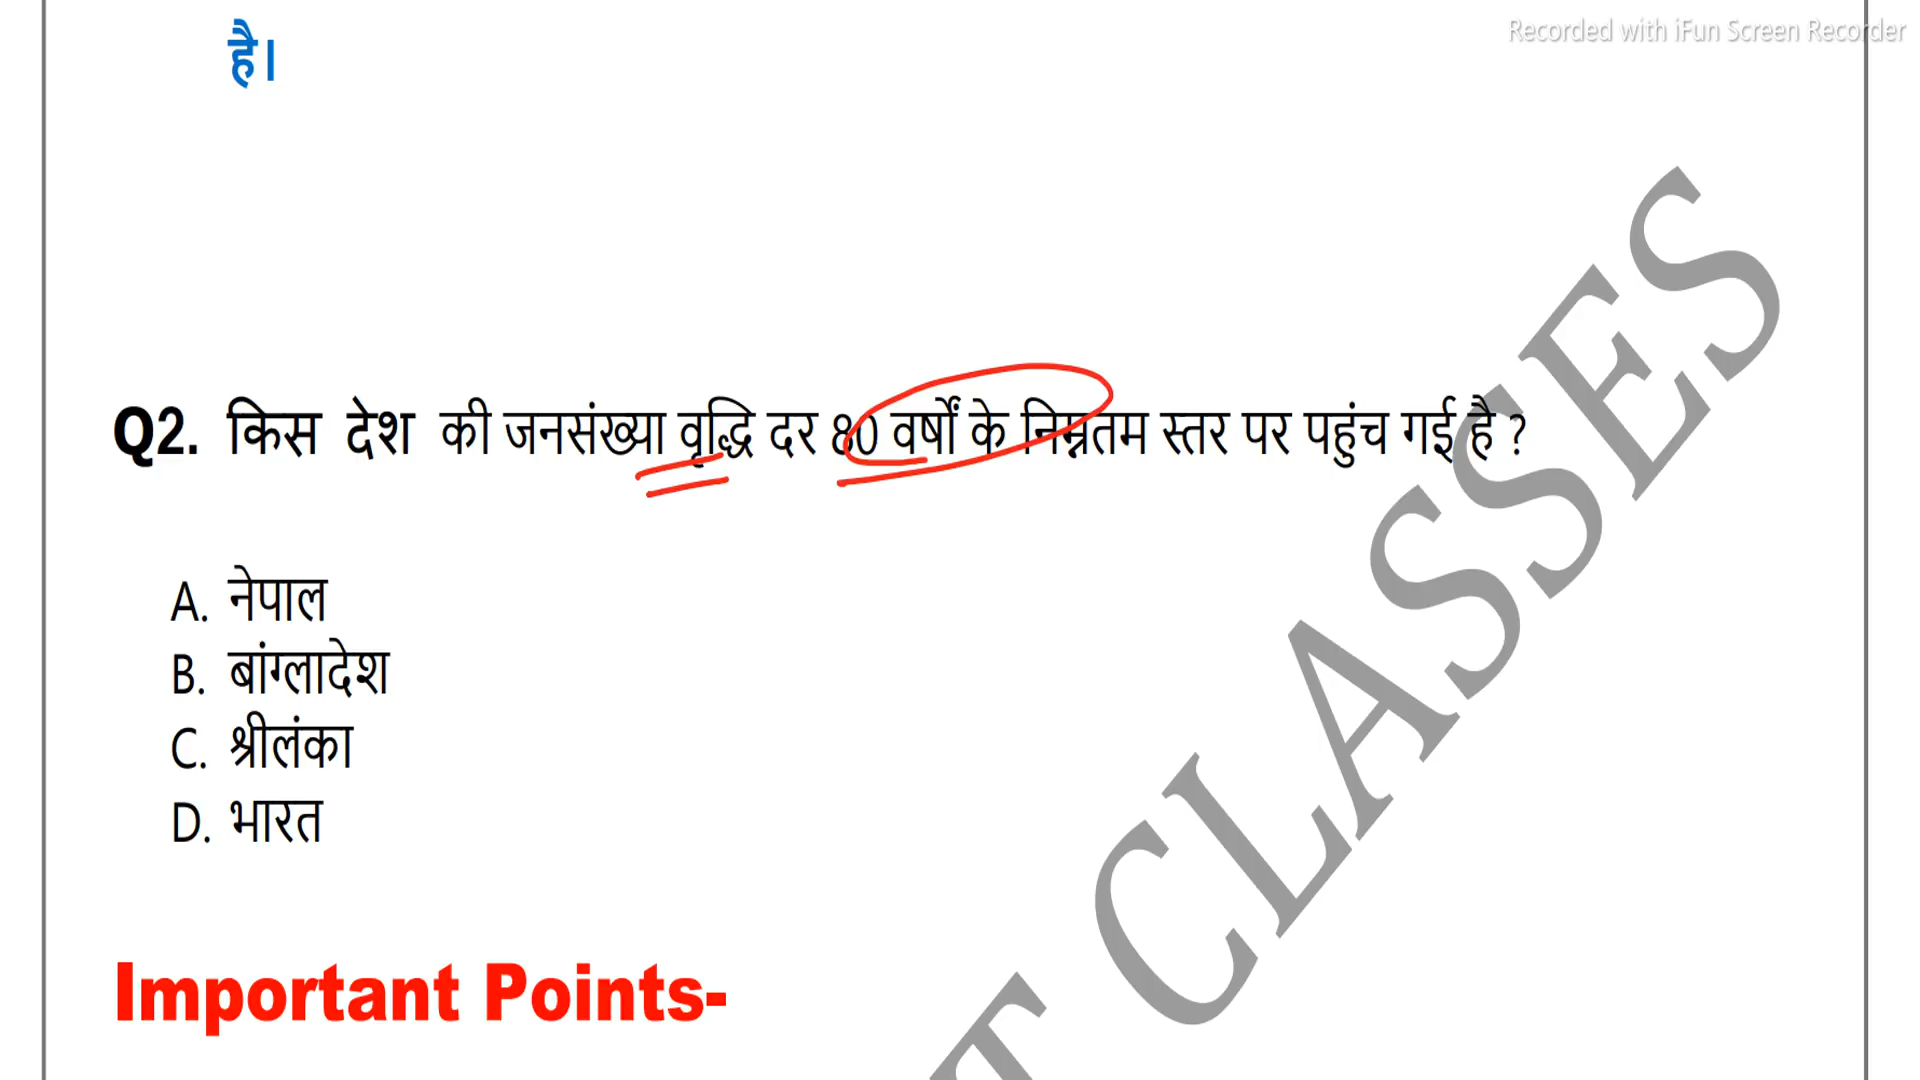 Recorded with iFun Screen Recorder
है।
Q2. किस देश की जनसंख्या वृद्धि दर 80 वर्षों के निम्नतम स्तर पर पहुंच गई है ?
A. नेपाल
B. बांग्लादेश
C. श्रीलंका
D. भारत
Important Points-
T CLASSES